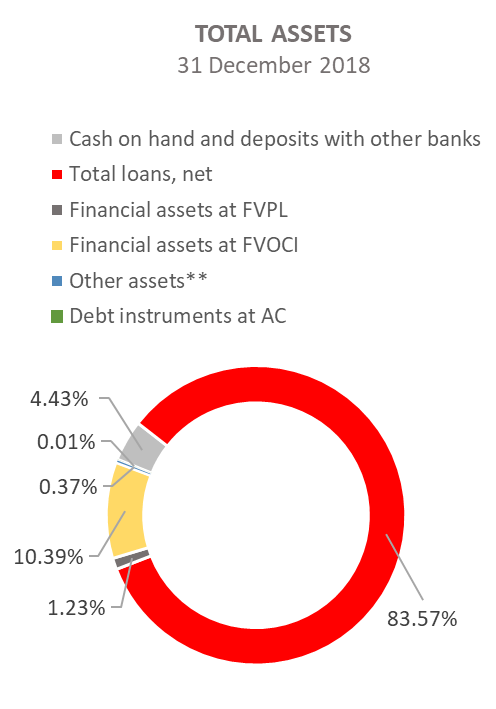 TOTAL ASSETS
31 December 2018
Cash on hand and deposits with other banks
Total loans, net
Financial assets at FVPL
Financial assets at FVOCI
Other assets**
Debt instruments at AC
4.43%
0.01%
0.37%
10.39%
1.23%
83.57%